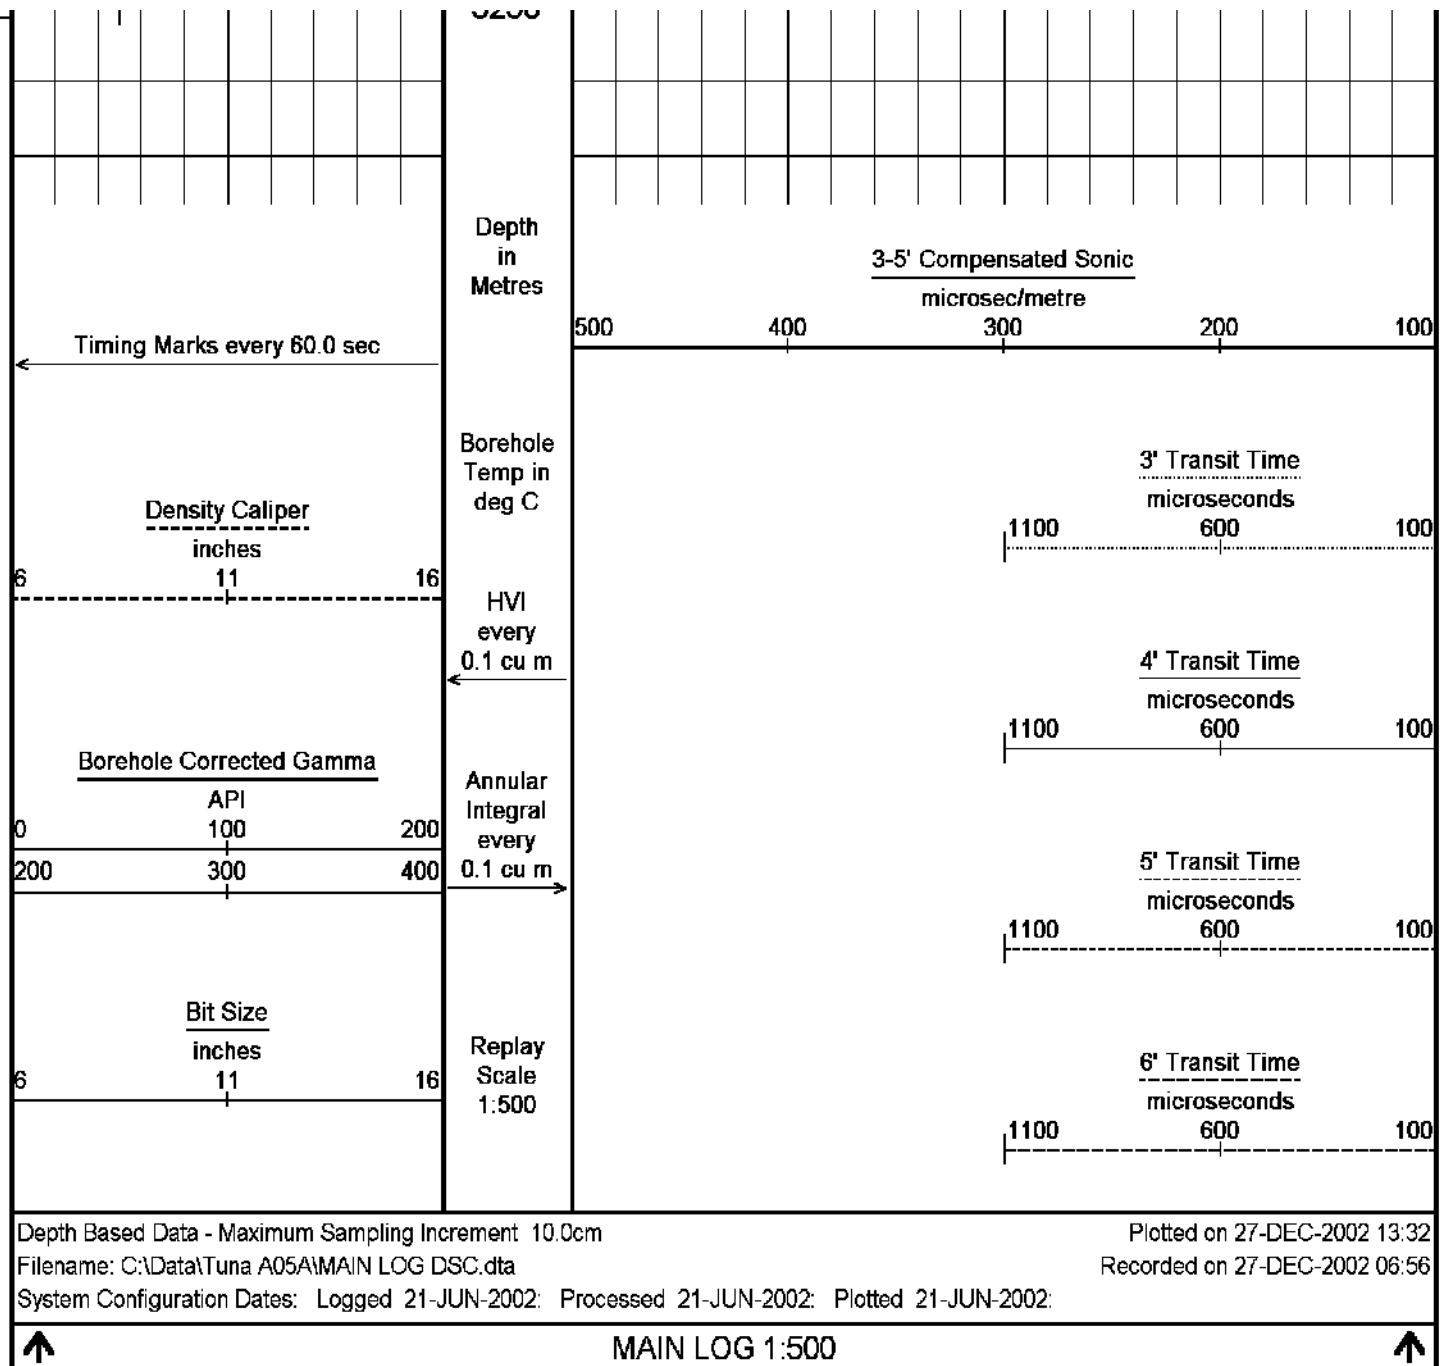 Depth
in
Metres
3-5' Compensated Sonic
microsec/metre
500 400 300 200 100
Timing Marks every 60.0 sec
Borehole
Temp in
deg C
3' Transit Time
microseconds
1100 600 100
Density Caliper
inches
6 11 16
HVI
every
0.1 cu m
4' Transit Time
microseconds
1100 600 100
Borehole Corrected Gamma
API
0 100 200
200 300 400
Annular
Integral
every
0.1 cu m
5' Transit Time
microseconds
1100 600 100
Bit Size
inches
6 11 16
Replay
Scale
1:500
6' Transit Time
microseconds
1100 600 100
Depth Based Data - Maximum Sampling Increment 10.0cm
Plotted on 27-DEC-2002 13:32
Filename: C:\Data\Tuna A05A\MAIN LOG DSC.dta
Recorded on 27-DEC-2002 06:56
System Configuration Dates: Logged 21-JUN-2002: Processed 21-JUN-2002: Plotted 21-JUN-2002:
MAIN LOG 1:500